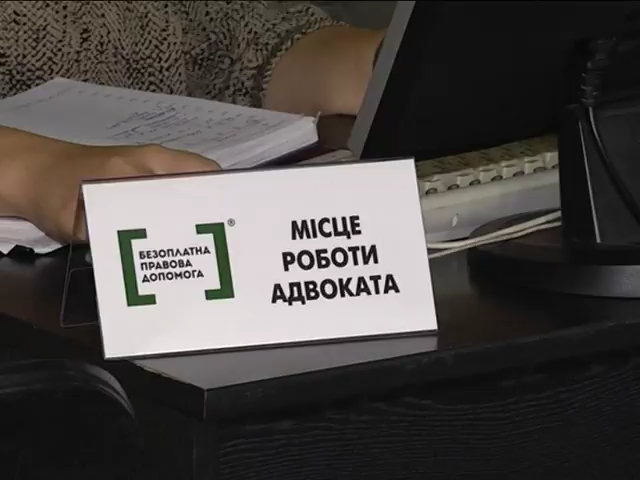 БЕЗОПЛАТНА
ПРАВОВА
ДОПОМОГА
®
МІСЦЕ
РОБОТИ
АДВОКАТА